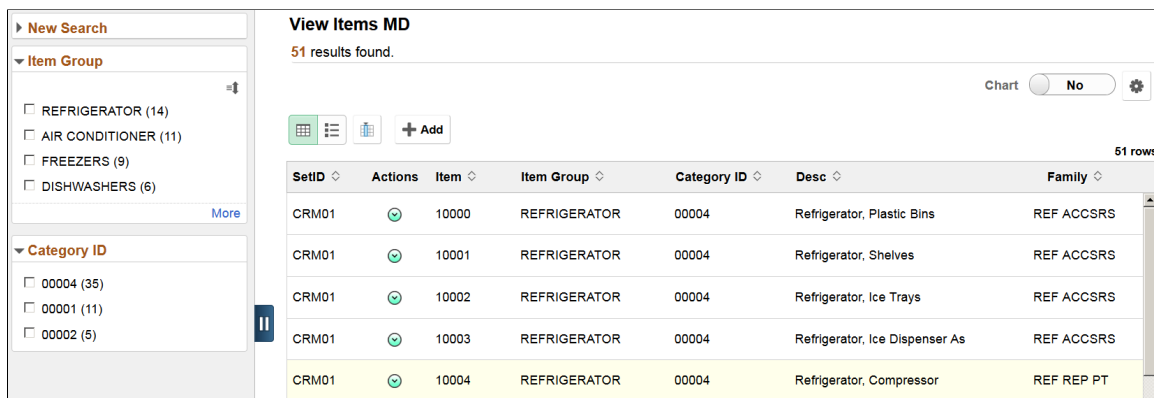 New Search
Item Group
REFRIGERATOR (14)
AIR CONDITIONER (11)
FREEZERS (9)
DISHWASHERS (6)
More
Category ID
00004 (35)
00001 (11)
00002 (5)
View Items MD
51 results found.
Chart No
Add
51 rows
SetID Actions Item Item Group Category ID Desc Family
CRM01 10000 REFRIGERATOR 00004 Refrigerator, Plastic Bins REF ACCSRS
CRM01 10001 REFRIGERATOR 00004 Refrigerator, Shelves REF ACCSRS
CRM01 10002 REFRIGERATOR 00004 Refrigerator, Ice Trays REF ACCSRS
CRM01 10003 REFRIGERATOR 00004 Refrigerator, Ice Dispenser As REF ACCSRS
CRM01 10004 REFRIGERATOR 00004 Refrigerator, Compressor REF REP PT